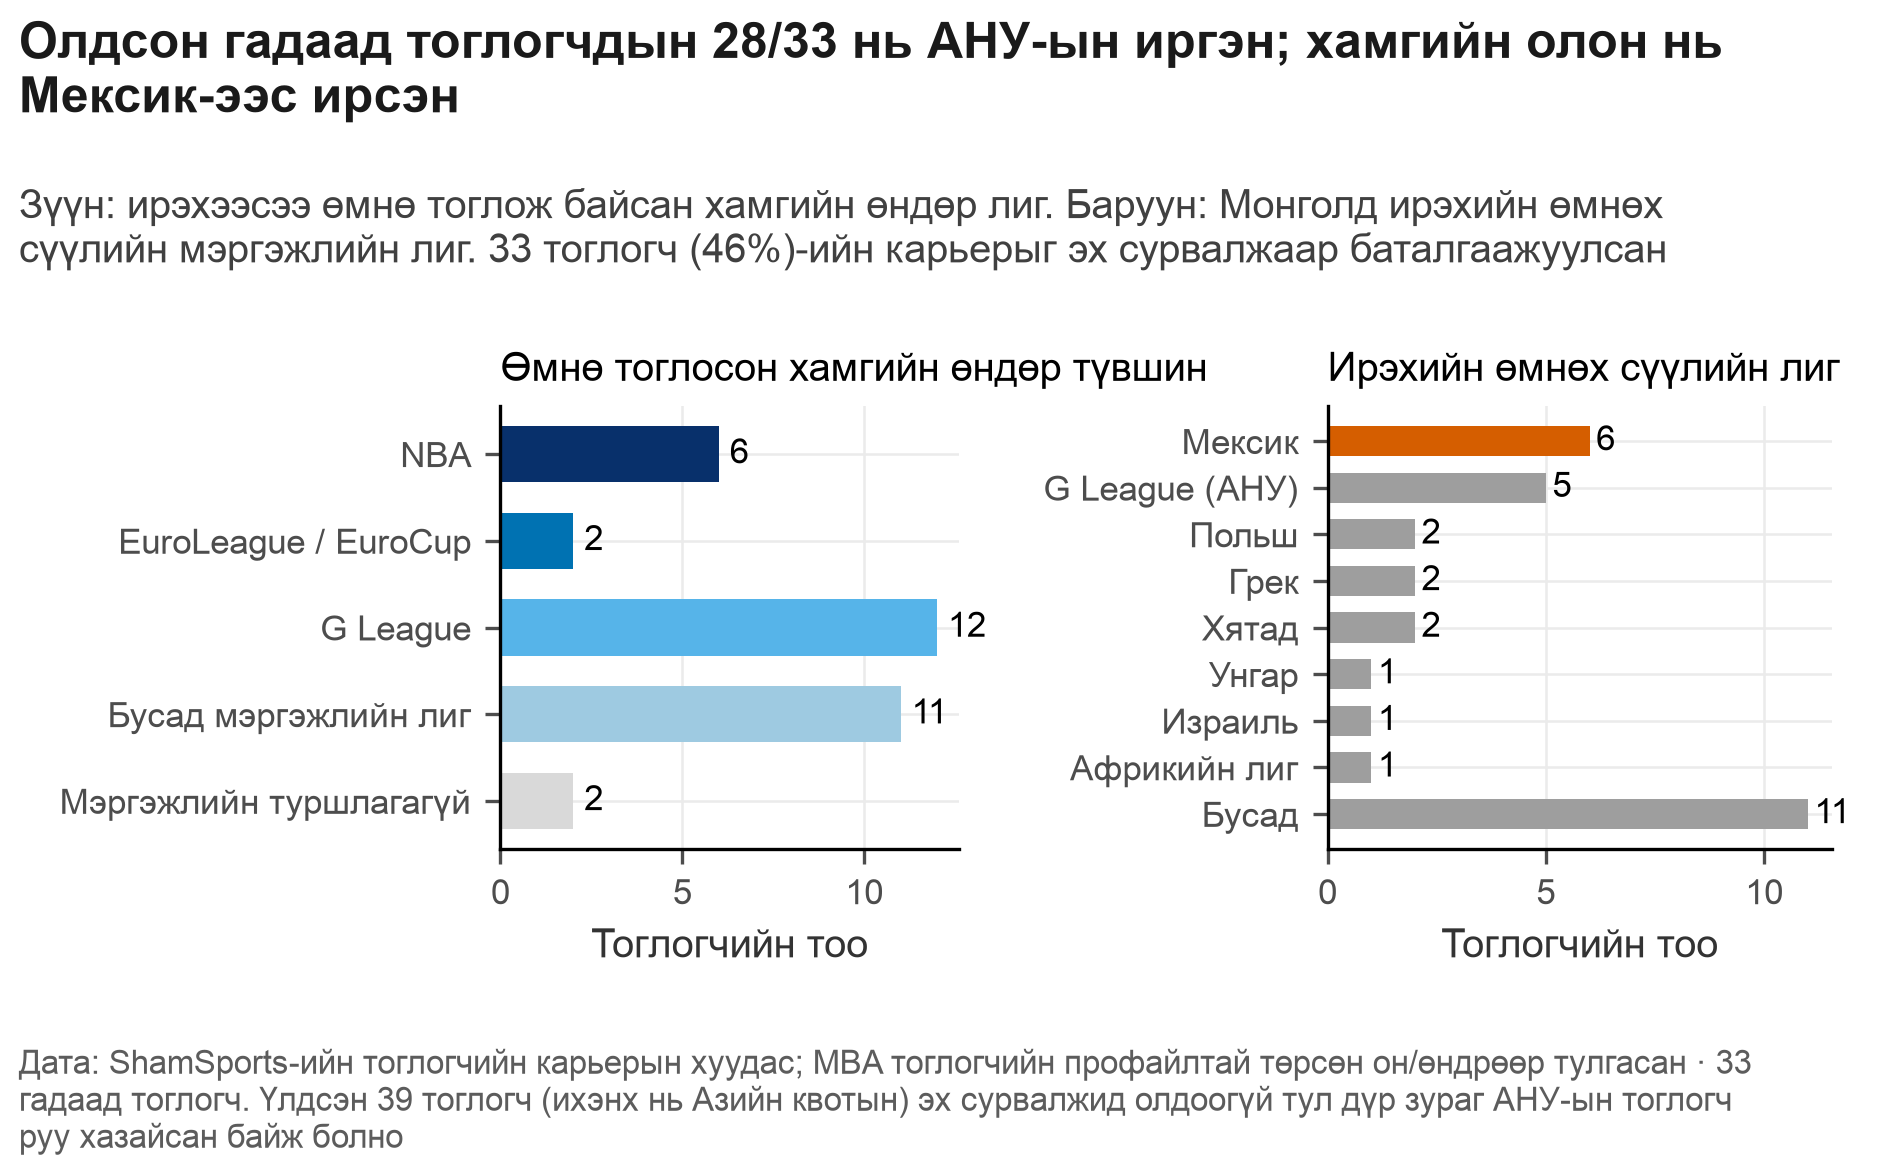 Олдсон гадаад тоглогчдын 28/33 нь АНУ-ын иргэн; хамгийн олон нь
Мексик-ээс ирсэн
Зүүн: ирэхээсээ өмнө тоглож байсан хамгийн өндөр лиг. Баруун: Монголд ирэхийн өмнөх
сүүлийн мэргэжлийн лиг. 33 тоглогч (46%)-ийн карьерыг эх сурвалжаар баталгаажуулсан
Өмнө тоглосон хамгийн өндөр түвшин
NBA
6
EuroLeague / EuroCup
2
G League
12
Бусад мэргэжлийн лиг
11
Мэргэжлийн туршлагагүй
2
0 5 10
Тоглогчийн тоо
Ирэхийн өмнөх сүүлийн лиг
Мексик
6
G League (АНУ)
5
Польш
2
Грек
2
Хятад
2
Унгар
1
Израиль
1
Африкийн лиг
1
Бусад
11
0 5 10
Тоглогчийн тоо
Дата: ShamSports-ийн тоглогчийн карьерын хуудас; MBA тоглогчийн профайлтай төрсөн он/өндрөөр тулгасан · 33
гадаад тоглогч. Үлдсэн 39 тоглогч (ихэнх нь Азийн квотын) эх сурвалжид олдоогүй тул дүр зураг АНУ-ын тоглогч
руу хазайсан байж болно